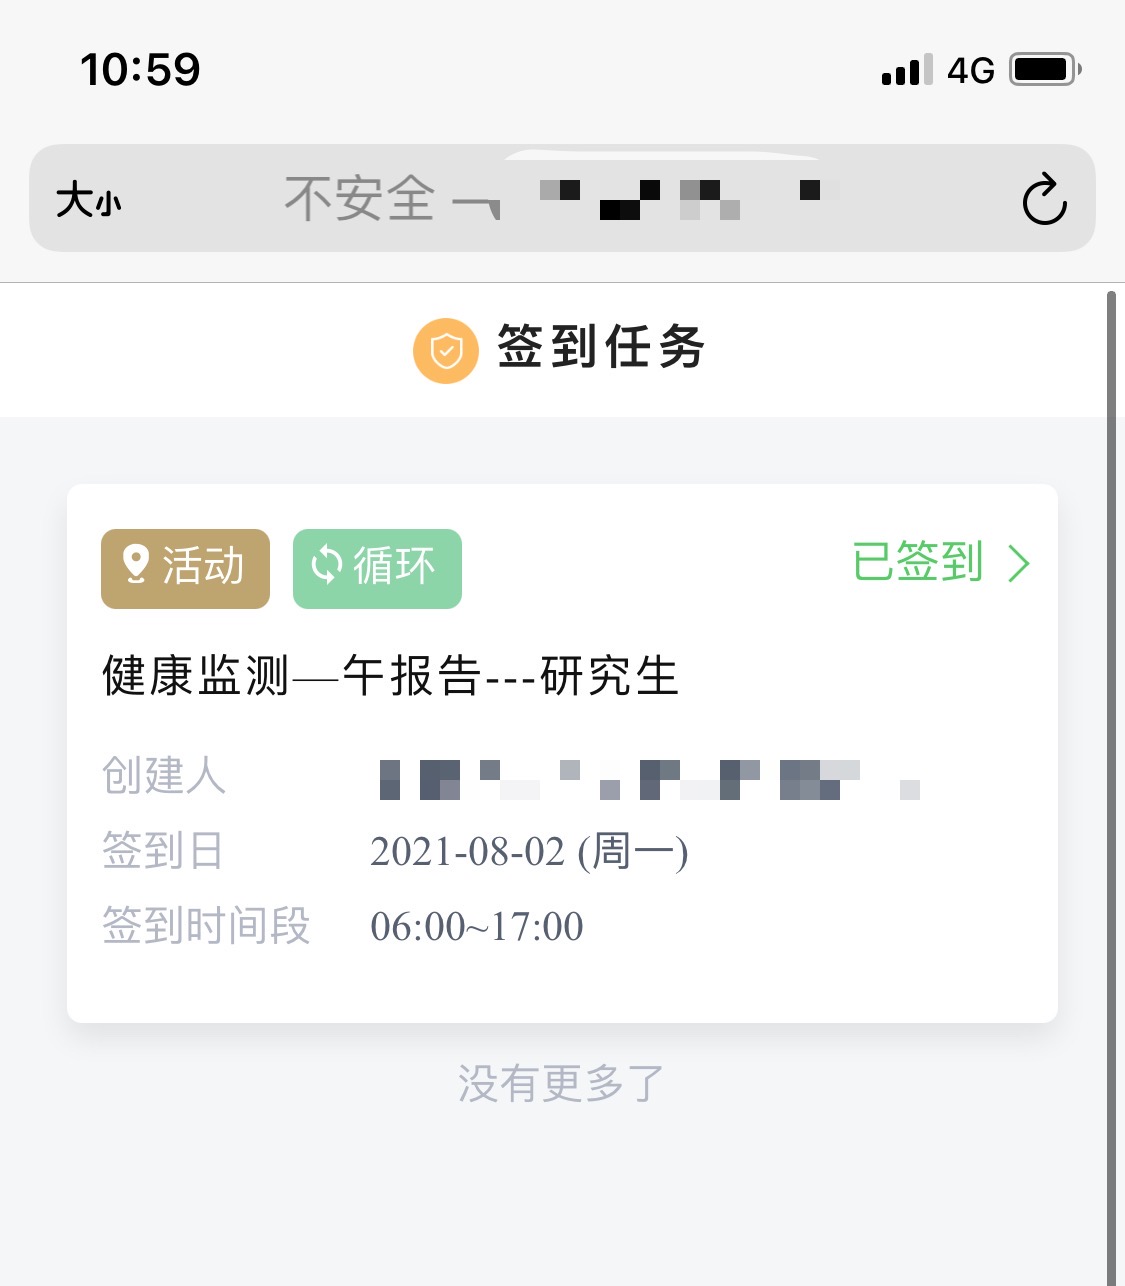 10:59
4G
大小
不安全 —
签到任务
活动
循环
已签到
健康监测—午报告---研究生
创建人
签到日
2021-08-02 (周一)
签到时间段
06:00~17:00
没有更多了